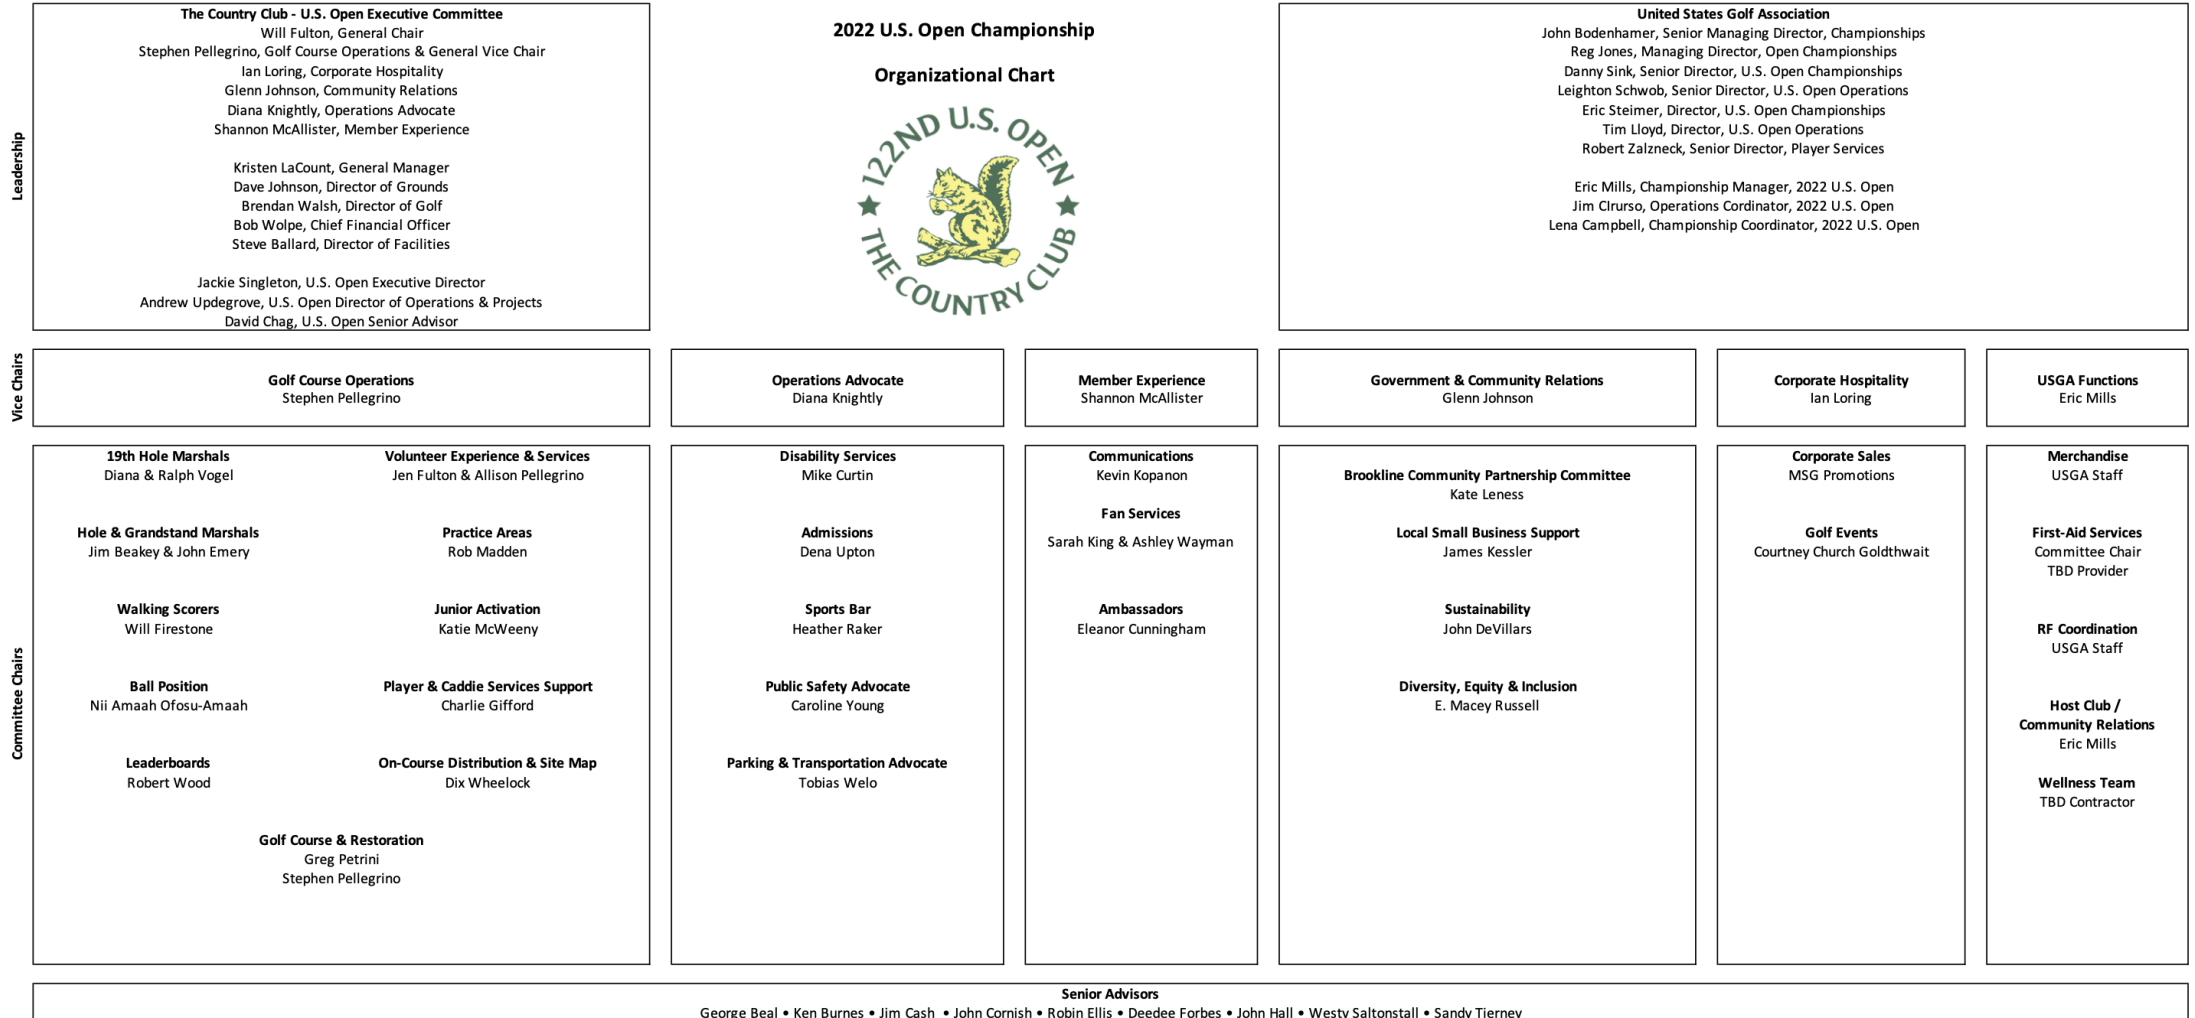 The Country Club - U.S. Open Executive Committee
Will Fulton, General Chair
Stephen Pellegrino, Golf Course Operations & General Vice Chair
Ian Loring, Corporate Hospitality
Glenn Johnson, Community Relations
Diana Knightly, Operations Advocate
Shannon McAllister, Member Experience
Kristen LaCount, General Manager
Dave Johnson, Director of Grounds
Brendan Walsh, Director of Golf
Bob Wolpe, Chief Financial Officer
Steve Ballard, Director of Facilities
Jackie Singleton, U.S. Open Executive Director
Andrew Updegrove, U.S. Open Director of Operations & Projects
David Chag, U.S. Open Senior Advisor
Leadership
2022 U.S. Open Championship
Organizational Chart
122ND U.S. OPEN
THE COUNTRY CLUB
United States Golf Association
John Bodenhamer, Senior Managing Director, Championships
Reg Jones, Managing Director, Open Championships
Danny Sink, Senior Director, U.S. Open Championships
Leighton Schwob, Senior Director, U.S. Open Operations
Eric Steimer, Director, U.S. Open Championships
Tim Lloyd, Director, U.S. Open Operations
Robert Zalzneck, Senior Director, Player Services
Eric Mills, Championship Manager, 2022 U.S. Open
Jim CIrurso, Operations Cordinator, 2022 U.S. Open
Lena Campbell, Championship Coordinator, 2022 U.S. Open
Vice Chairs
Golf Course Operations
Stephen Pellegrino
Operations Advocate
Diana Knightly
Member Experience
Shannon McAllister
Government & Community Relations
Glenn Johnson
Corporate Hospitality
Ian Loring
USGA Functions
Eric Mills
Committee Chairs
19th Hole Marshals
Diana & Ralph Vogel
Hole & Grandstand Marshals
Jim Beakey & John Emery
Walking Scorers
Will Firestone
Ball Position
Nii Amaah Ofosu-Amaah
Leaderboards
Robert Wood
Volunteer Experience & Services
Jen Fulton & Allison Pellegrino
Practice Areas
Rob Madden
Junior Activation
Katie McWeeny
Player & Caddie Services Support
Charlie Gifford
On-Course Distribution & Site Map
Dix Wheelock
Golf Course & Restoration
Greg Petrini
Stephen Pellegrino
Disability Services
Mike Curtin
Admissions
Dena Upton
Sports Bar
Heather Raker
Public Safety Advocate
Caroline Young
Parking & Transportation Advocate
Tobias Welo
Communications
Kevin Kopanon
Fan Services
Sarah King & Ashley Wayman
Ambassadors
Eleanor Cunningham
Brookline Community Partnership Committee
Kate Leness
Local Small Business Support
James Kessler
Sustainability
John DeVillars
Diversity, Equity & Inclusion
E. Macey Russell
Corporate Sales
MSG Promotions
Golf Events
Courtney Church Goldthwait
Merchandise
USGA Staff
First-Aid Services
Committee Chair
TBD Provider
RF Coordination
USGA Staff
Host Club /
Community Relations
Eric Mills
Wellness Team
TBD Contractor
Senior Advisors
George Beal • Ken Burnes • Jim Cash • John Cornish • Robin Ellis • Deedee Forbes • John Hall • Westy Saltonstall • Sandy Tierney